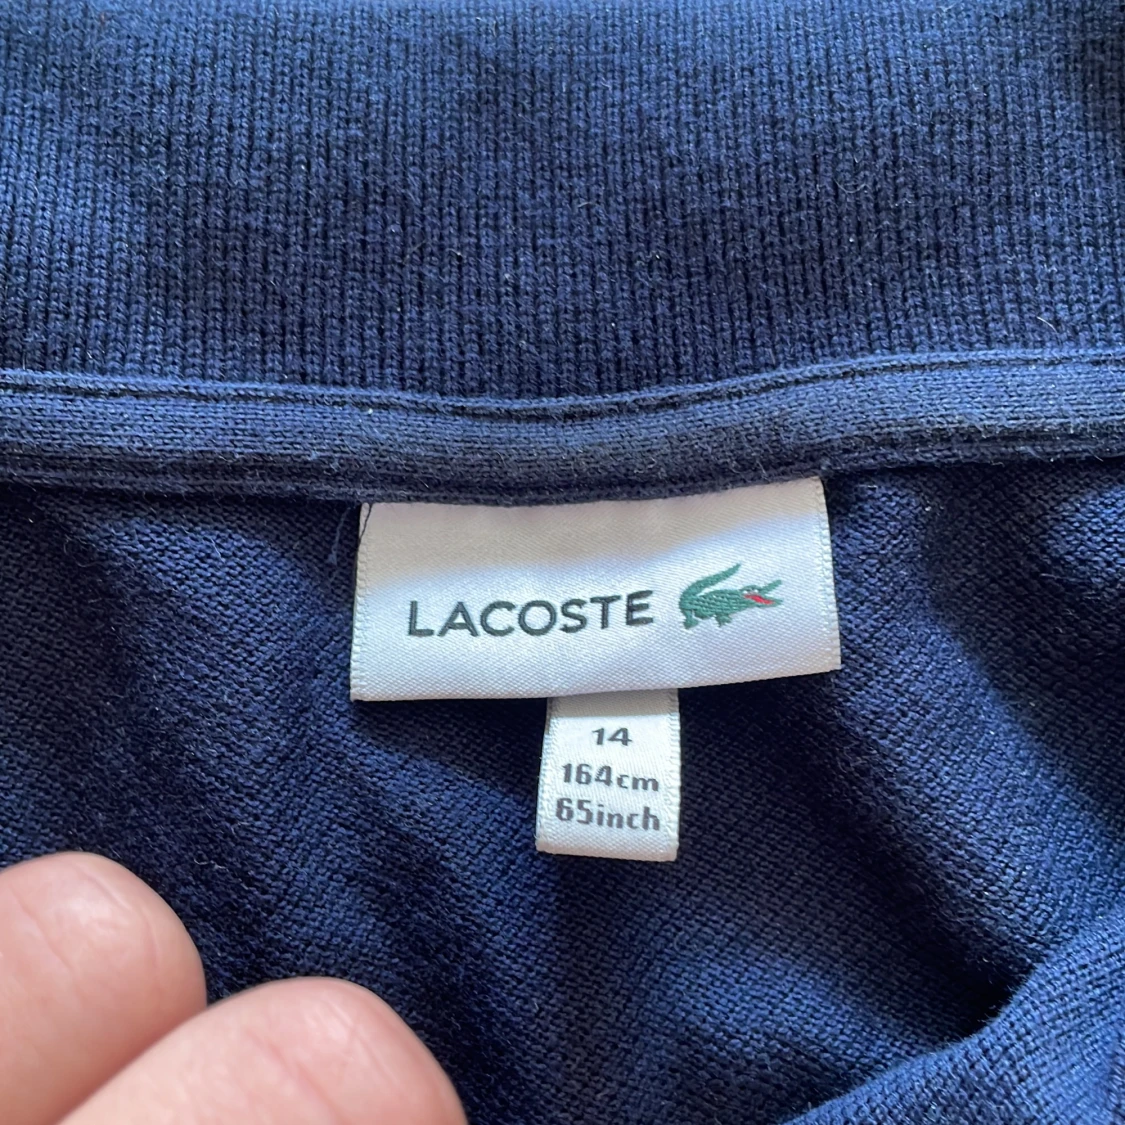 LACOSTE
14
164cm
65inch